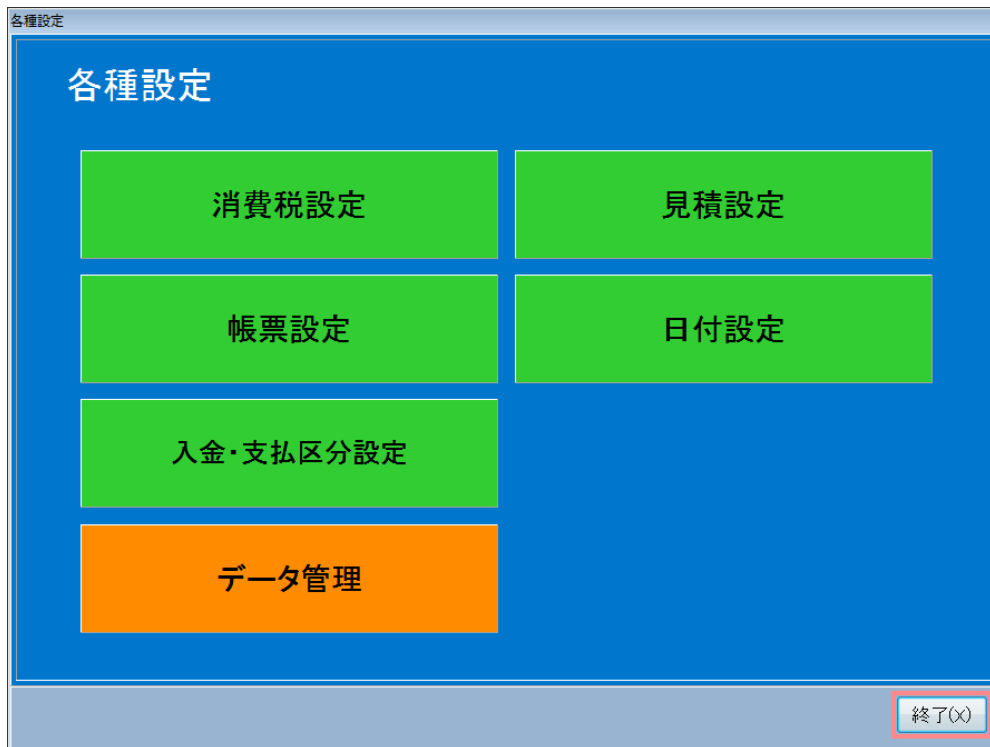 各種設定
各種設定
消費税設定
見積設定
帳票設定
日付設定
入金・支払区分設定
データ管理
終了(x)